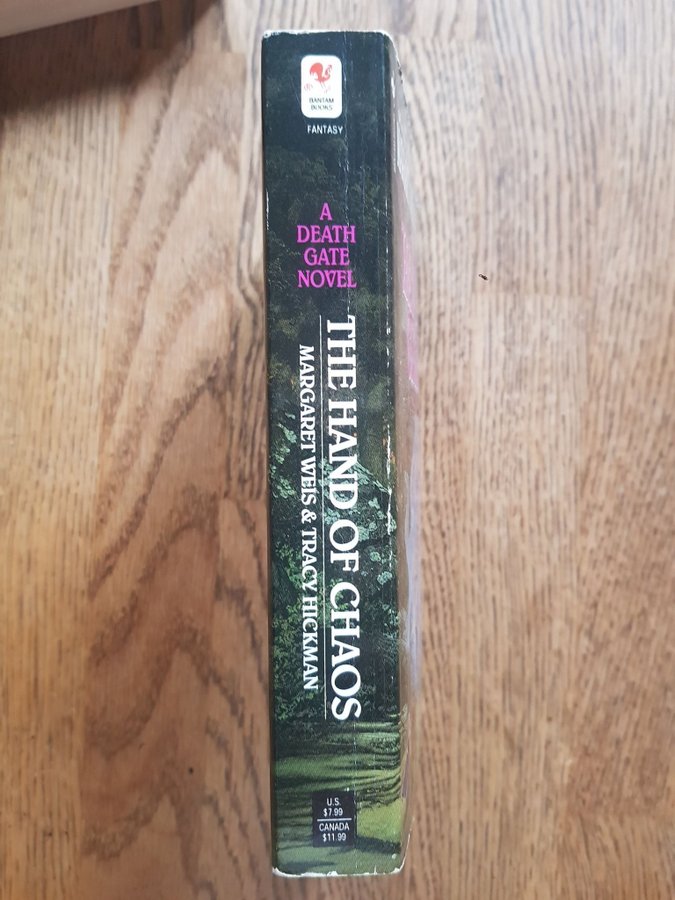 BANTAM
BOOKS
FANTASY
A
DEATH
GATE
NOVEL
THE HAND OF CHAOS
MARGARET WEIS & TRACY HICKMAN
U.S.
$7.99
CANADA
$11.99